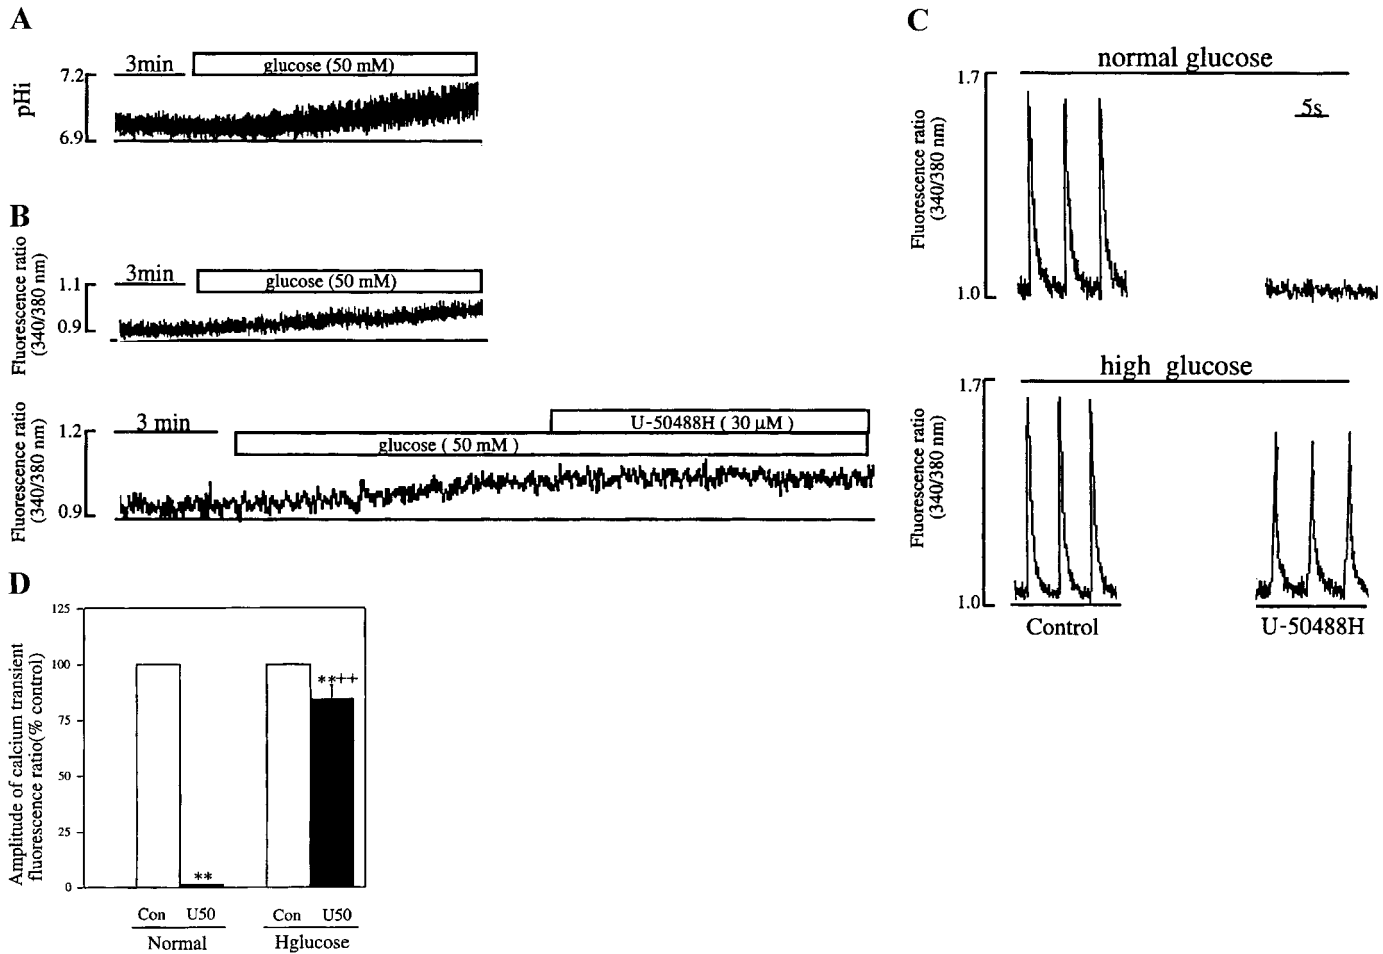 A
3min
glucose (50 mM)
7.2
pHi
6.9
B
3min
glucose (50 mM)
1.1
0.9
Fluorescence ratio
(340/380 nm)
U-50488H ( 30 μM )
3 min
glucose ( 50 mM )
1.2
0.9
Fluorescence ratio
(340/380 nm)
C
normal glucose
1.7
5s
Fluorescence ratio
(340/380 nm)
1.0
high glucose
1.7
Fluorescence ratio
(340/380 nm)
1.0
Control
U-50488H
D
125
100
75
50
25
0
Amplitude of calcium transient
fluorescence ratio(% control)
**
**++
Con U50 Con U50
Normal Hglucose